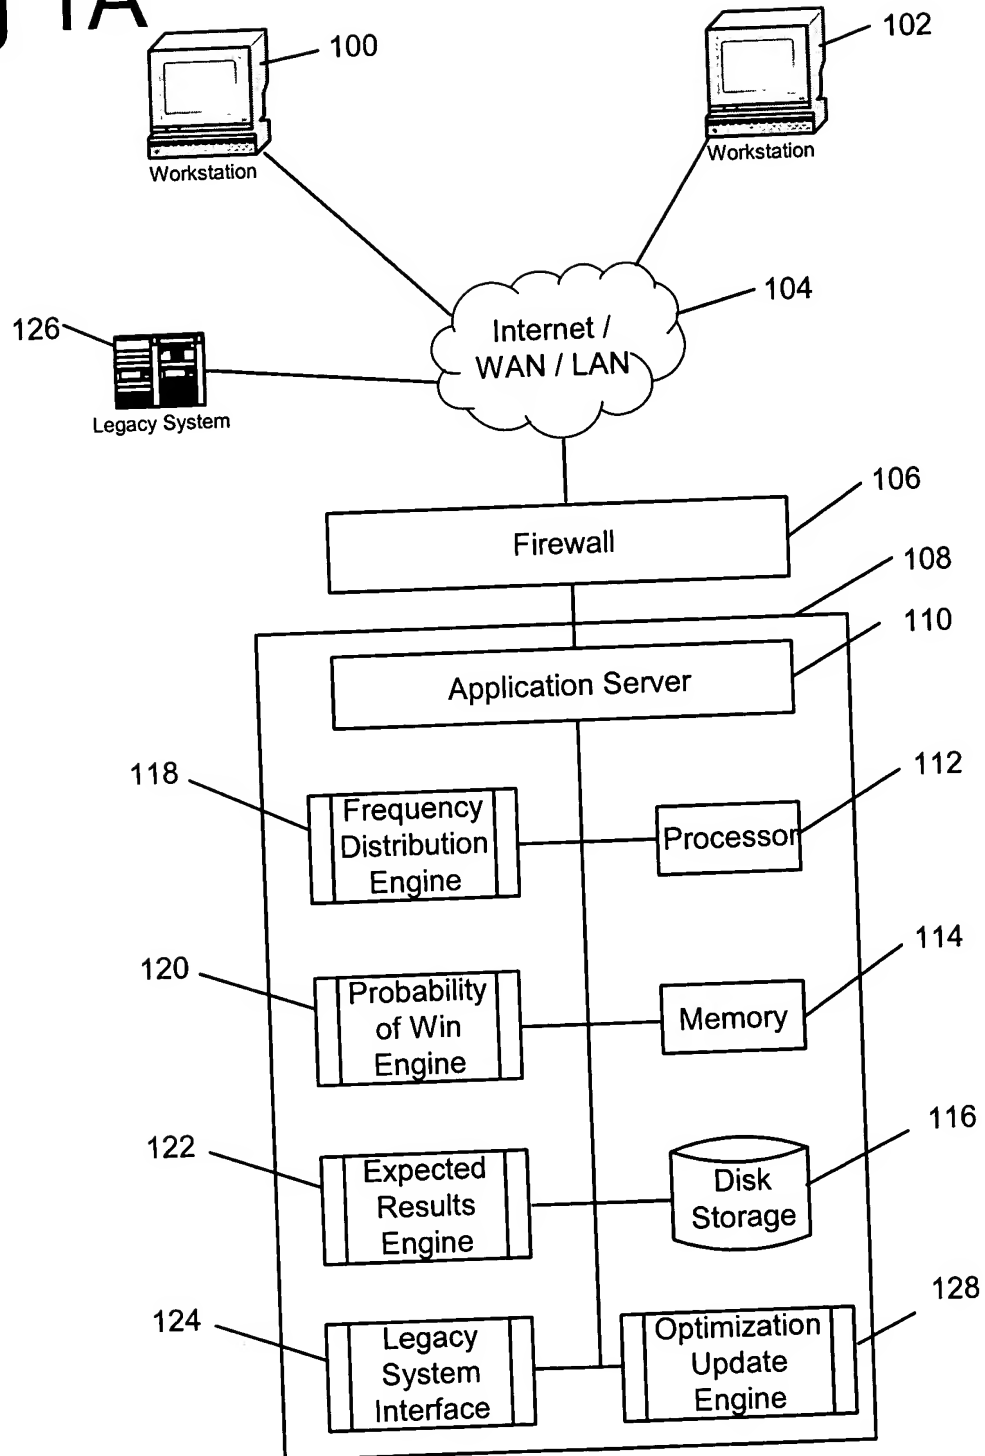 1A
100
102
Workstation
Workstation
104
Internet /
WAN / LAN
126
Legacy System
106
Firewall
108
110
Application Server
118
112
Frequency
Distribution
Engine
Processor
114
120
Probability
of Win
Engine
Memory
116
122
Expected
Results
Engine
Disk
Storage
128
124
Legacy
System
Interface
Optimization
Update
Engine